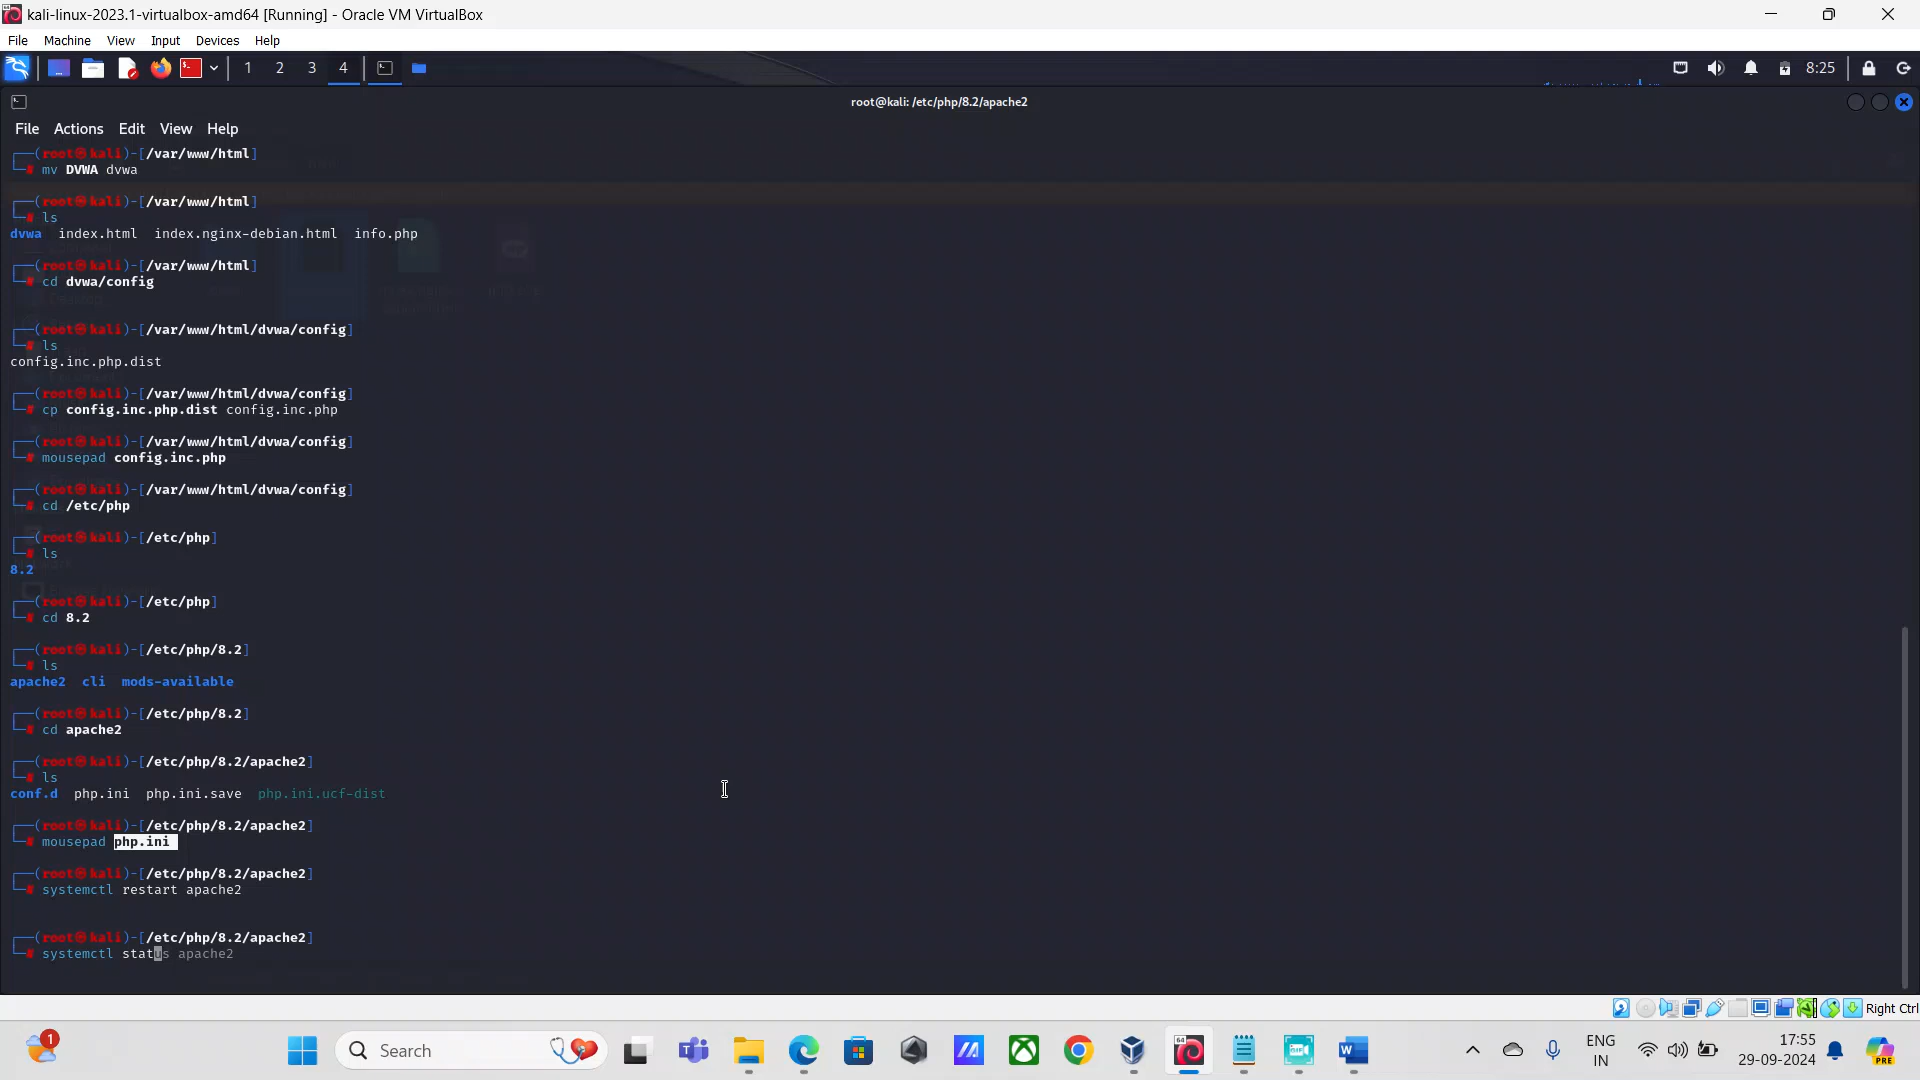 kali-linux-2023.1-virtualbox-amd64 [Running] - Oracle VM VirtualBox
File Machine View Input Devices Help
1 2 3 4 8:25
root@kali: /etc/php/8.2/apache2
File Actions Edit View Help
┌──(root㉿kali)-[/var/www/html]
└─# mv DVWA dvwa
┌──(root㉿kali)-[/var/www/html]
└─# ls
dvwa index.html index.nginx-debian.html info.php
┌──(root㉿kali)-[/var/www/html]
└─# cd dvwa/config
┌──(root㉿kali)-[/var/www/html/dvwa/config]
└─# ls
config.inc.php.dist
┌──(root㉿kali)-[/var/www/html/dvwa/config]
└─# cp config.inc.php.dist config.inc.php
┌──(root㉿kali)-[/var/www/html/dvwa/config]
└─# mousepad config.inc.php
┌──(root㉿kali)-[/var/www/html/dvwa/config]
└─# cd /etc/php
┌──(root㉿kali)-[/etc/php]
└─# ls
8.2
┌──(root㉿kali)-[/etc/php]
└─# cd 8.2
┌──(root㉿kali)-[/etc/php/8.2]
└─# ls
apache2 cli mods-available
┌──(root㉿kali)-[/etc/php/8.2]
└─# cd apache2
┌──(root㉿kali)-[/etc/php/8.2/apache2]
└─# ls
conf.d php.ini php.ini.save php.ini.ucf-dist
┌──(root㉿kali)-[/etc/php/8.2/apache2]
└─# mousepad php.ini
┌──(root㉿kali)-[/etc/php/8.2/apache2]
└─# systemctl restart apache2
┌──(root㉿kali)-[/etc/php/8.2/apache2]
└─# systemctl status apache2
Right Ctrl
1 Search ENG 17:55
IN 29-09-2024 PRE